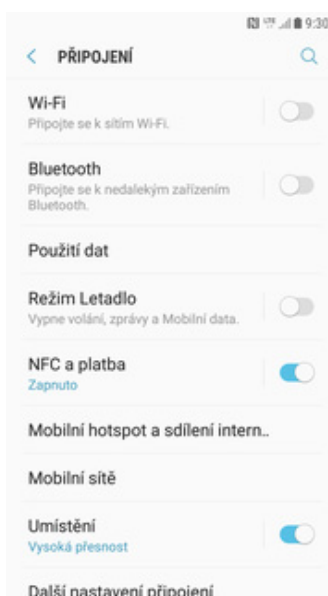 9:30
PŘIPOJENÍ
Wi-Fi
Připojte se k sítím Wi-Fi.
Bluetooth
Připojte se k nedalekým zařízením
Bluetooth.
Použití dat
Režim Letadlo
Vypne volání, zprávy a Mobilní data.
NFC a platba
Zapnuto
Mobilní hotspot a sdílení intern..
Mobilní sítě
Umístění
Vysoká přesnost
Další nastavení připojení